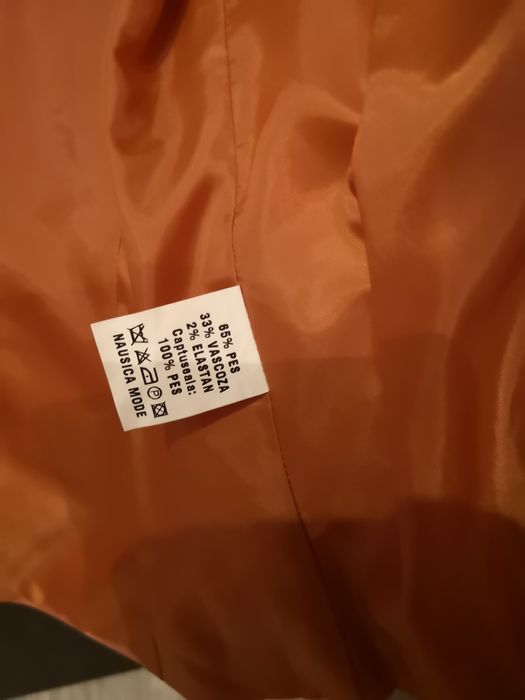 65% PES
33% VASCOZA
2% ELASTAN
Captuseala:
100% PES
P
NAUSICA MODE